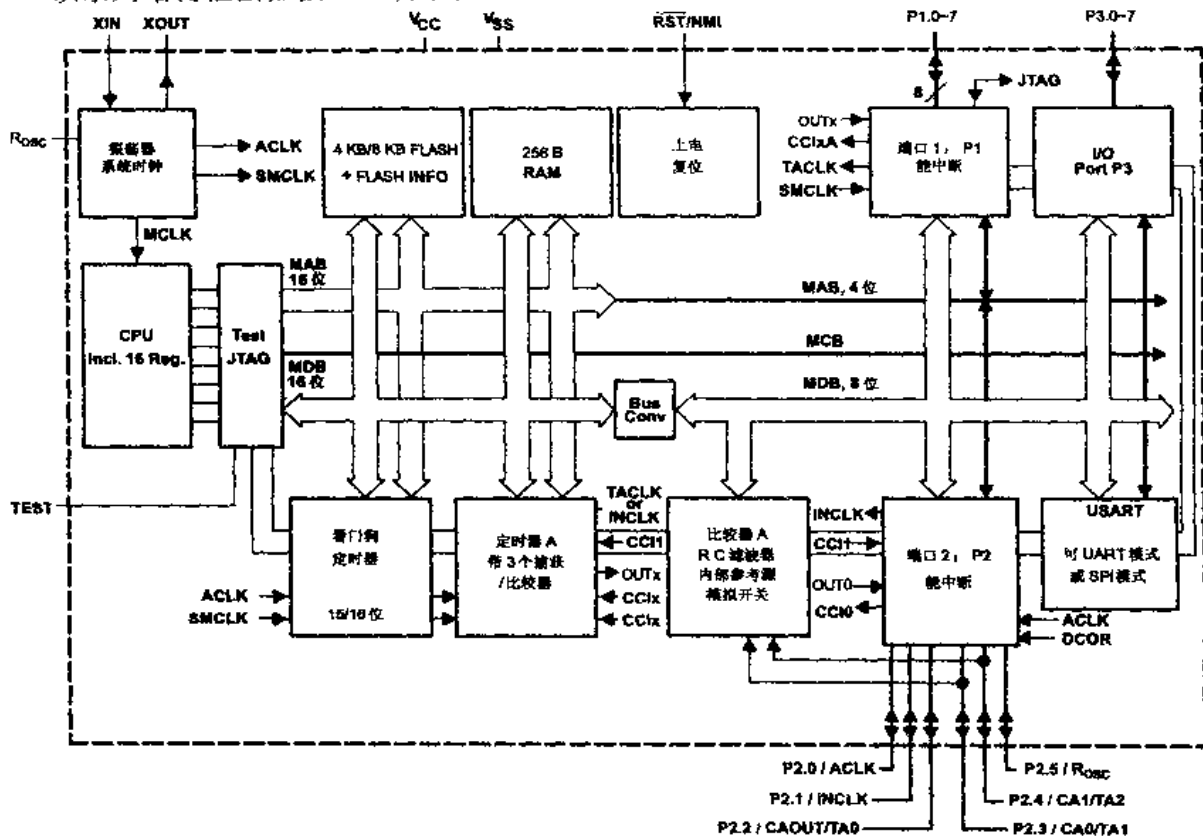 XIN
XOUT
VCC
VSS
RST/NMI
P1.0~7
P3.0~7
8
JTAG
ROSC
振荡器
系统时钟
ACLK
SMCLK
4 KB/8 KB FLASH
+ FLASH INFO
256 B
RAM
上电
复位
OUTx
CCIxA
TACLK
SMCLK
端口 1，P1
能中断
I/O
Port P3
MCLK
CPU
Incl. 16 Reg.
Test
JTAG
MAB
16 位
MAB, 4 位
MCB
MDB
16 位
MDB, 8 位
Bus
Conv
TEST
看门狗
定时器
15/16 位
ACLK
SMCLK
定时器 A
带 3 个捕获
/比较器
TACLK
or
INCLK
CCI1
OUTx
CCIx
CCIx
比较器 A
R C 滤波器
内部参考源
模拟开关
INCLK
CCI1
OUT0
CCI0
端口 2，P2
能中断
ACLK
DCOR
USART
可 UART 模式
或 SPI 模式
P2.0 / ACLK
P2.1 / INCLK
P2.2 / CAOUT/TA0
P2.5 / ROSC
P2.4 / CA1/TA2
P2.3 / CA0/TA1